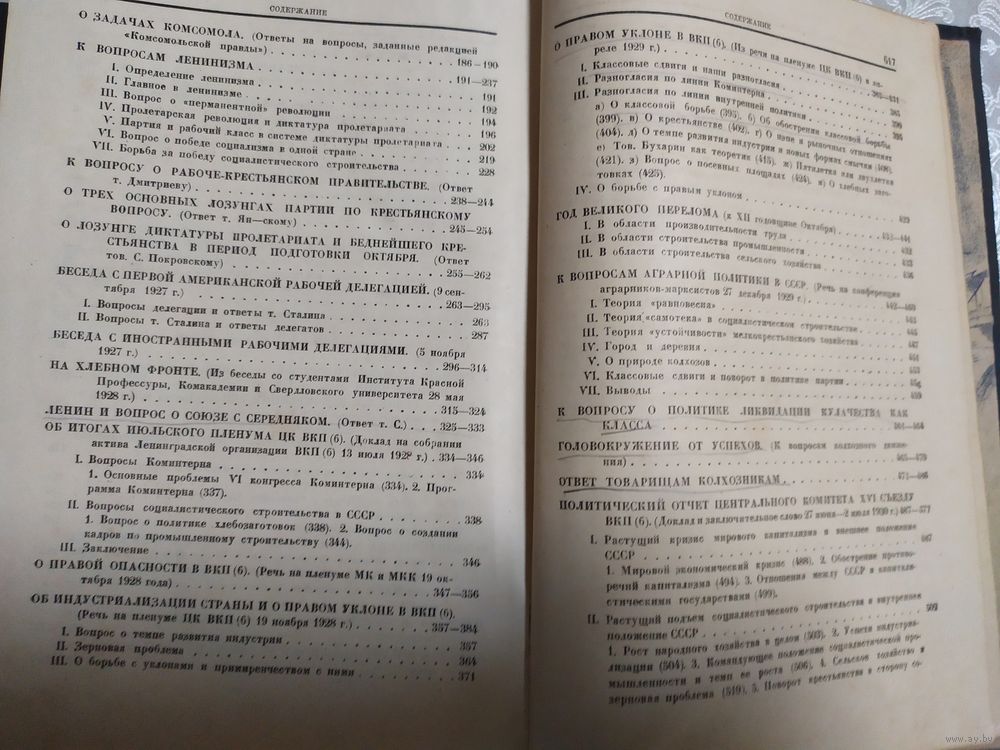 СОДЕРЖАНИЕ
О ЗАДАЧАХ КОМСОМОЛА. (Ответы на вопросы, заданные редакцией
«Комсомольской правды») 186—190
К ВОПРОСАМ ЛЕНИНИЗМА 191—237
I. Определение ленинизма 191
II. Главное в ленинизме 192
III. Вопрос о «перманентной» революции 194
IV. Пролетарская революция и диктатура пролетариата 196
V. Партия и рабочий класс в системе диктатуры пролетариата 202
VI. Вопрос о победе социализма в одной стране 219
VII. Борьба за победу социалистического строительства 228
К ВОПРОСУ О РАБОЧЕ-КРЕСТЬЯНСКОМ ПРАВИТЕЛЬСТВЕ. (Ответ
т. Дмитриеву) 238—244
О ТРЕХ ОСНОВНЫХ ЛОЗУНГАХ ПАРТИИ ПО КРЕСТЬЯНСКОМУ
ВОПРОСУ. (Ответ т. Ян—скому) 245—254
О ЛОЗУНГЕ ДИКТАТУРЫ ПРОЛЕТАРИАТА И БЕДНЕЙШЕГО КРЕ-
СТЬЯНСТВА В ПЕРИОД ПОДГОТОВКИ ОКТЯБРЯ. (Ответ
тов. С. Покровскому) 255—262
БЕСЕДА С ПЕРВОЙ АМЕРИКАНСКОЙ РАБОЧЕЙ ДЕЛЕГАЦИЕЙ. (9 сен-
тября 1927 г.) 263—295
I. Вопросы делегации и ответы т. Сталина 263
II. Вопросы т. Сталина и ответы делегатов 287
БЕСЕДА С ИНОСТРАННЫМИ РАБОЧИМИ ДЕЛЕГАЦИЯМИ. (5 ноября
1927 г.) 296—314
НА ХЛЕБНОМ ФРОНТЕ. (Из беседы со студентами Института Красной
Профессуры, Комакадемии и Свердловского университета 28 мая
1928 г.) 315—324
ЛЕНИН И ВОПРОС О СОЮЗЕ С СЕРЕДНЯКОМ. (Ответ т. С.) 325—333
ОБ ИТОГАХ ИЮЛЬСКОГО ПЛЕНУМА ЦК ВКП(б). (Доклад на собрании
актива Ленинградской организации ВКП(б) 13 июля 1928 г.) 334—346
I. Вопросы Коминтерна 334
1. Основные проблемы VI конгресса Коминтерна (334). 2. Прог-
рамма Коминтерна (337).
II. Вопросы социалистического строительства в СССР 338
1. Вопрос о политике хлебозаготовок (338). 2. Вопрос о создании
кадров по промышленному строительству (344).
III. Заключение 346
О ПРАВОЙ ОПАСНОСТИ В ВКП(б). (Речь на пленуме МК и МКК 19 ок-
тября 1928 года) 347—356
ОБ ИНДУСТРИАЛИЗАЦИИ СТРАНЫ И О ПРАВОМ УКЛОНЕ В ВКП(б).
(Речь на пленуме ЦК ВКП(б) 19 ноября 1928 г.) 357—384
I. Вопрос о темпе развития индустрии 357
II. Зерновая проблема 364
III. О борьбе с уклонами и примиренчеством с ними 371
СОДЕРЖАНИЕ 617
О ПРАВОМ УКЛОНЕ В ВКП(б). (Из речи на пленуме ЦК ВКП(б) в ап-
реле 1929 г.)
I. Классовые сдвиги и наши разногласия
II. Разногласия по линии Коминтерна
III. Разногласия по линии внутренней политики
а) О классовой борьбе (395). б) Об обострении классовой борьбы
(399). в) О крестьянстве (402). г) О нэпе и рыночных отношениях
(404). д) О темпе развития индустрии и новых формах смычки (408).
е) Тов. Бухарин как теоретик (415). ж) Пятилетка или двухлетка
(421). з) Вопрос о посевных площадях (424). и) О хлебных заго-
товках (425).
IV. О борьбе с правым уклоном
ГОД ВЕЛИКОГО ПЕРЕЛОМА (к XII годовщине Октября)
I. В области производительности труда
II. В области строительства промышленности
III. В области строительства сельского хозяйства
К ВОПРОСАМ АГРАРНОЙ ПОЛИТИКИ В СССР. (Речь на конференции
аграрников-марксистов 27 декабря 1929 г.)
I. Теория «равновесия»
II. Теория «самотека» в социалистическом строительстве
III. Теория «устойчивости» мелкокрестьянского хозяйства
IV. Город и деревня
V. О природе колхозов
VI. Классовые сдвиги и поворот в политике партии
VII. Выводы
К ВОПРОСУ О ПОЛИТИКЕ ЛИКВИДАЦИИ КУЛАЧЕСТВА КАК
КЛАССА
ГОЛОВОКРУЖЕНИЕ ОТ УСПЕХОВ. (К вопросам колхозного движе-
ния)
ОТВЕТ ТОВАРИЩАМ КОЛХОЗНИКАМ.
ПОЛИТИЧЕСКИЙ ОТЧЕТ ЦЕНТРАЛЬНОГО КОМИТЕТА XVI СЪЕЗДУ
ВКП(б). (Доклад и заключительное слово 27 июня—2 июля 1930 г.)
I. Растущий кризис мирового капитализма и внешнее положение
СССР
1. Мировой экономический кризис (488). 2. Обострение противо-
речий капитализма (494). 3. Отношения между СССР и капитали-
стическими государствами (499).
II. Растущий подъем социалистического строительства и внутреннее
положение СССР
1. Рост народного хозяйства в целом (503). 2. Успехи индустриа-
лизации (504). 3. Командующее положение социалистической про-
мышленности и темп ее роста (506). 4. Сельское хозяйство и
зерновая проблема (519). 5. Поворот крестьянства в сторону со-
www.ay.by